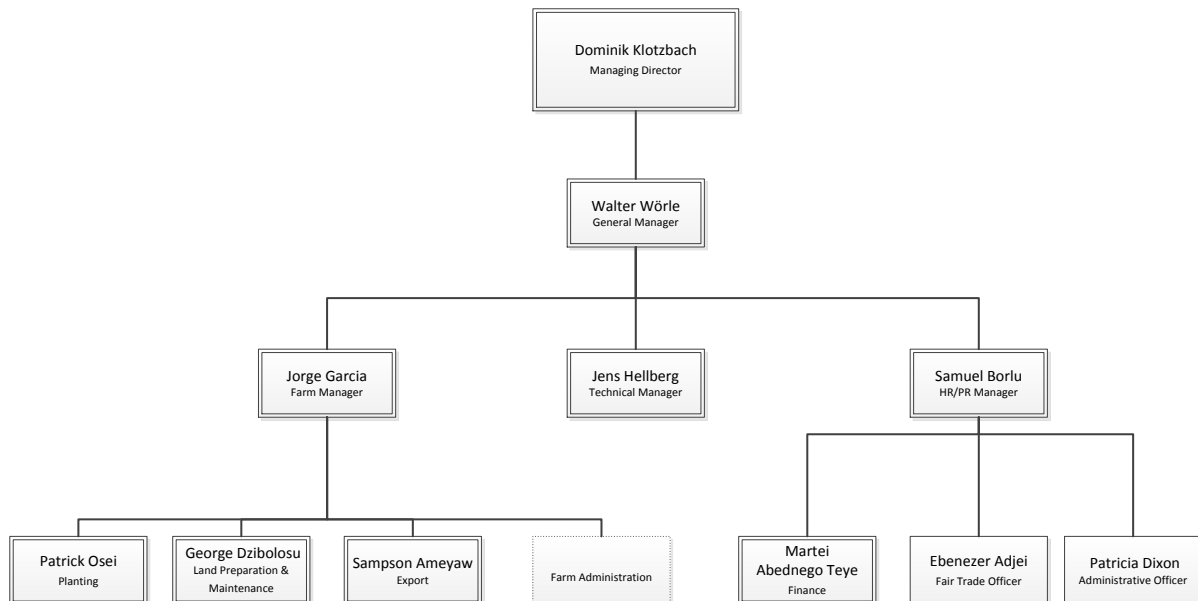 Dominik Klotzbach
Managing Director
Walter Wörle
General Manager
Jorge Garcia
Farm Manager
Jens Hellberg
Technical Manager
Samuel Borlu
HR/PR Manager
Patrick Osei
Planting
George Dzibolosu
Land Preparation &
Maintenance
Sampson Ameyaw
Export
Farm Administration
Martei
Abednego Teye
Finance
Ebenezer Adjei
Fair Trade Officer
Patricia Dixon
Administrative Officer